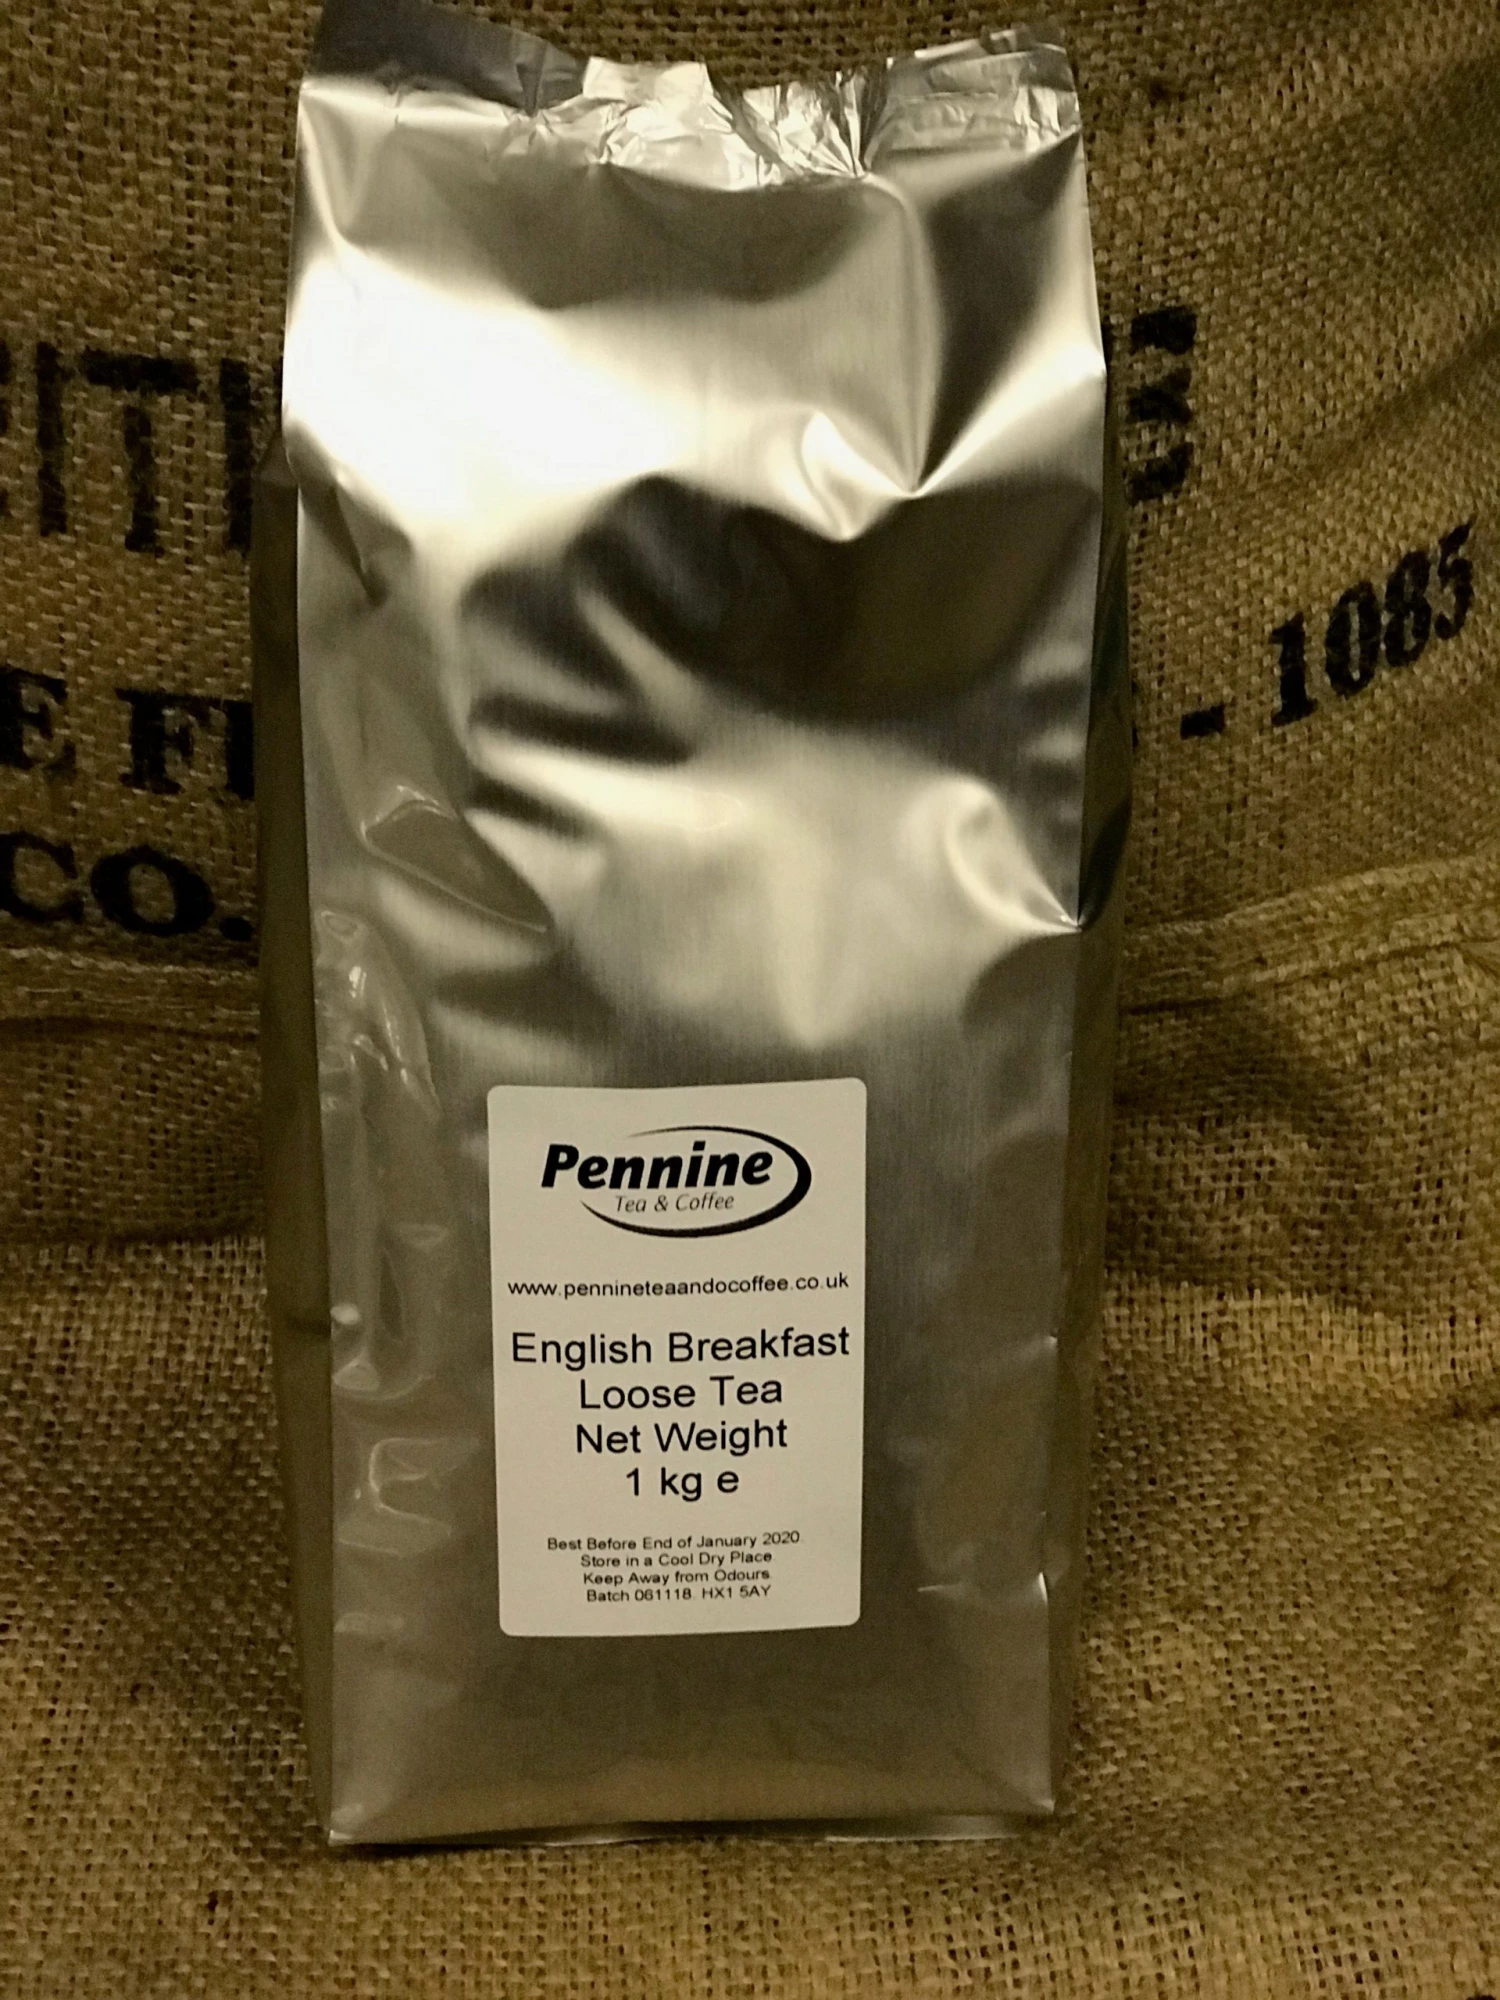 Pennine
Tea & Coffee
www.pennineteaandocoffee.co.uk
English Breakfast
Loose Tea
Net Weight
1 kg e
Best Before End of January 2020
Store in a Cool Dry Place
Keep Away from Odours
Batch 061118 HX1 5AY
- 1085
CO.